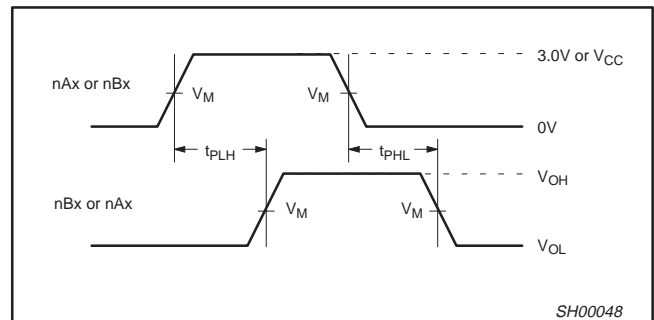 3.0V or VCC
nAx or nBx
VM
VM
0V
tPLH
tPHL
VOH
nBx or nAx
VM
VM
VOL
SH00048